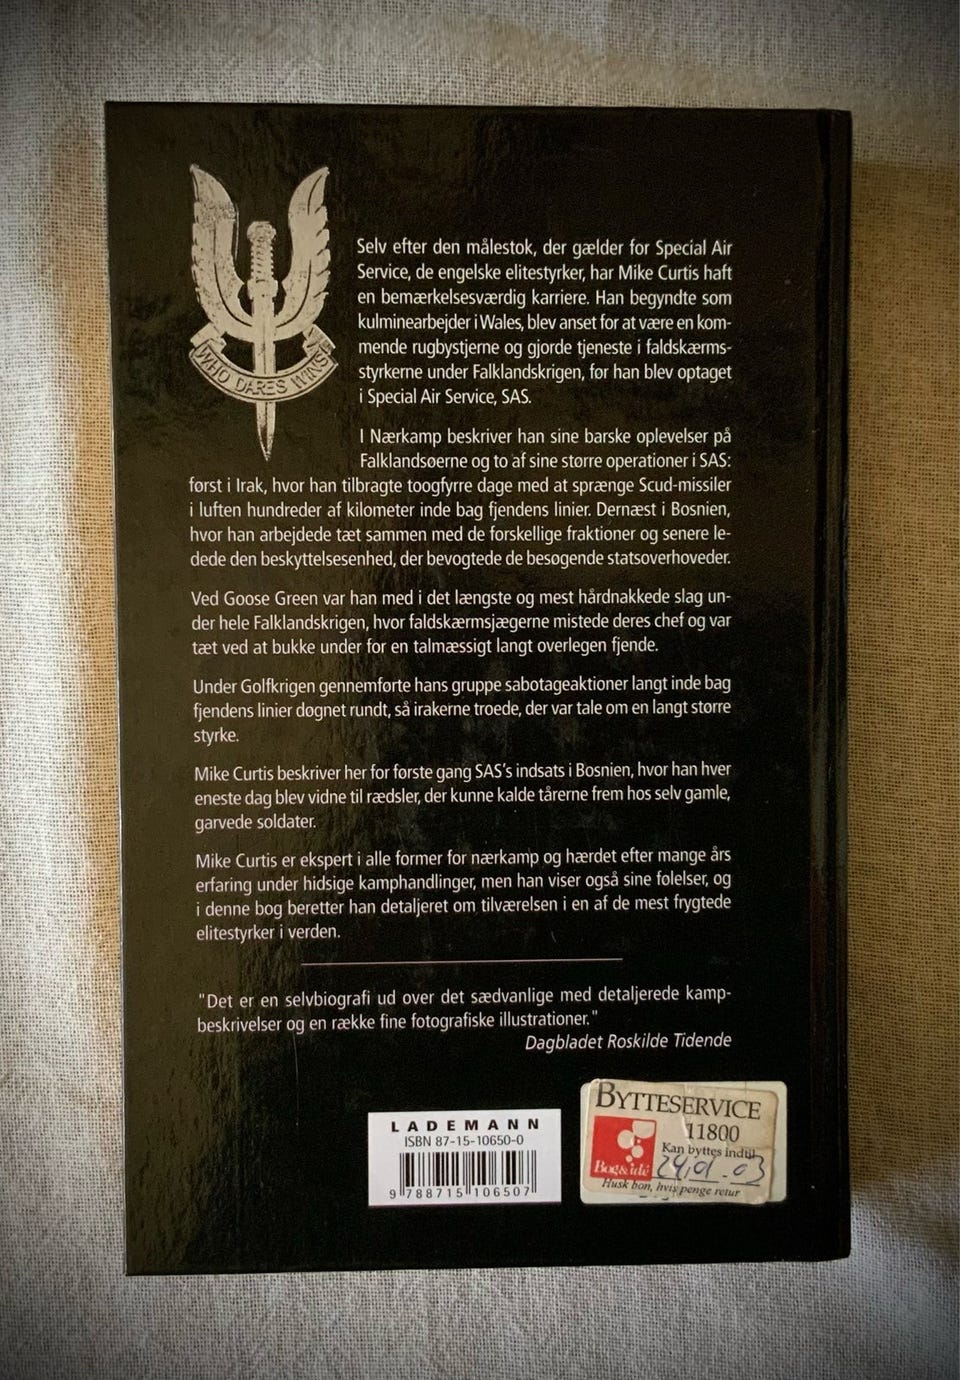 WHO DARES WINS
Selv efter den målestok, der gælder for Special Air
Service, de engelske elitestyrker, har Mike Curtis haft
en bemærkelsesværdig karriere. Han begyndte som
kulminearbejder i Wales, blev anset for at være en kom-
mende rugbystjerne og gjorde tjeneste i faldskærms-
styrkerne under Falklandskrigen, før han blev optaget
i Special Air Service, SAS.
I Nærkamp beskriver han sine barske oplevelser på
Falklandsøerne og to af sine større operationer i SAS:
først i Irak, hvor han tilbragte toogfyrre dage med at sprænge Scud-missiler
i luften hundreder af kilometer inde bag fjendens linier. Dernæst i Bosnien,
hvor han arbejdede tæt sammen med de forskellige fraktioner og senere le-
dede den beskyttelsesenhed, der bevogtede de besøgende statsoverhoveder.
Ved Goose Green var han med i det længste og mest hårdnakkede slag un-
der hele Falklandskrigen, hvor faldskærmsjægerne mistede deres chef og var
tæt ved at bukke under for en talmæssigt langt overlegen fjende.
Under Golfkrigen gennemførte hans gruppe sabotageaktioner langt inde bag
fjendens linier døgnet rundt, så irakerne troede, der var tale om en langt større
styrke.
Mike Curtis beskriver her for første gang SAS's indsats i Bosnien, hvor han hver
eneste dag blev vidne til rædsler, der kunne kalde tårerne frem hos selv gamle,
garvede soldater.
Mike Curtis er ekspert i alle former for nærkamp og hærdet efter mange års
erfaring under hidsige kamphandlinger, men han viser også sine følelser, og
i denne bog beretter han detaljeret om tilværelsen i en af de mest frygtede
elitestyrker i verden.
"Det er en selvbiografi ud over det sædvanlige med detaljerede kamp-
beskrivelser og en række fine fotografiske illustrationer."
Dagbladet Roskilde Tidende
LADEMANN
ISBN 87-15-10650-0
9 788715 106507
BYTTESERVICE
11800
Kan byttes indtil
Bog&idé
24.01-03
Husk bon, hvis penge retur